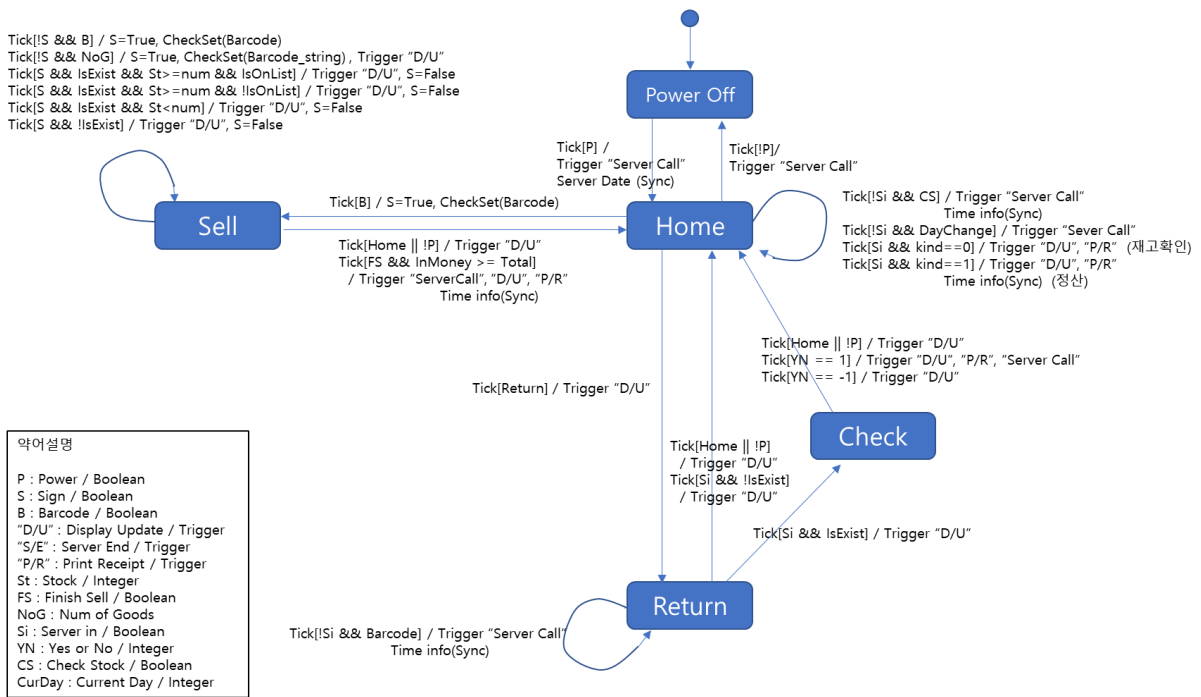 Tick[!S && B] / S=True, CheckSet(Barcode)
Tick[!S && NoG] / S=True, CheckSet(Barcode_string) , Trigger "D/U"
Tick[S && IsExist && St>=num && IsOnList] / Trigger "D/U", S=False
Tick[S && IsExist && St>=num && !IsOnList] / Trigger "D/U", S=False
Tick[S && IsExist && St<num] / Trigger "D/U", S=False
Tick[S && !IsExist] / Trigger "D/U", S=False
Power Off
Tick[P] /
Trigger "Server Call"
Server Date (Sync)
Tick[!P]/
Trigger "Server Call"
Sell
Tick[B] / S=True, CheckSet(Barcode)
Home
Tick[!Si && CS] / Trigger "Server Call"
Time info(Sync)
Tick[!Si && DayChange] / Trigger "Sever Call"
Tick[Si && kind==0] / Trigger "D/U", "P/R" (재고확인)
Tick[Si && kind==1] / Trigger "D/U", "P/R"
Time info(Sync) (정산)
Tick[Home || !P] / Trigger "D/U"
Tick[FS && InMoney >= Total]
/ Trigger "ServerCall", "D/U", "P/R"
Time info(Sync)
Tick[Home || !P] / Trigger "D/U"
Tick[YN == 1] / Trigger "D/U", "P/R", "Server Call"
Tick[YN == -1] / Trigger "D/U"
Tick[Return] / Trigger "D/U"
Check
Tick[Home || !P]
/ Trigger "D/U"
Tick[Si && !IsExist]
/ Trigger "D/U"
Tick[Si && IsExist] / Trigger "D/U"
Return
Tick[!Si && Barcode] / Trigger "Server Call"
Time info(Sync)
약어설명
P : Power / Boolean
S : Sign / Boolean
B : Barcode / Boolean
"D/U" : Display Update / Trigger
"S/E" : Server End / Trigger
"P/R" : Print Receipt / Trigger
St : Stock / Integer
FS : Finish Sell / Boolean
NoG : Num of Goods
Si : Server in / Boolean
YN : Yes or No / Integer
CS : Check Stock / Boolean
CurDay : Current Day / Integer